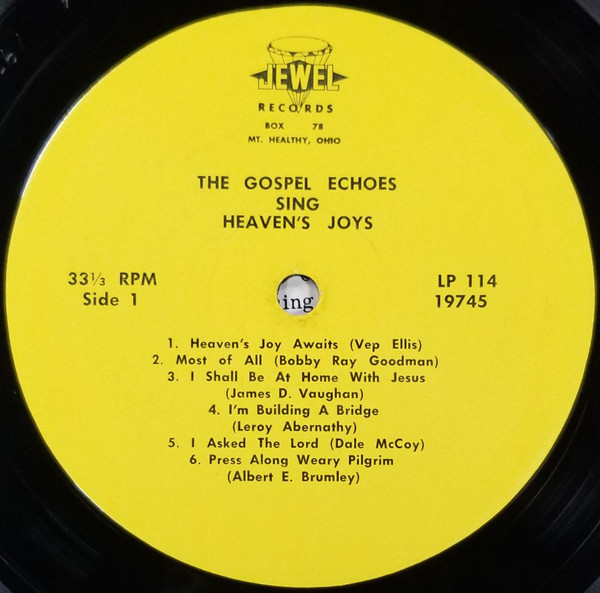 JEWEL
RECORDS
BOX 78
MT. HEALTHY, OHIO
THE GOSPEL ECHOES
SING
HEAVEN'S JOYS
33⅓ RPM
Side 1
LP 114
19745
ing
1. Heaven's Joy Awaits (Vep Ellis)
2. Most of All (Bobby Ray Goodman)
3. I Shall Be At Home With Jesus
(James D. Vaughan)
4. I'm Building A Bridge
(Leroy Abernathy)
5. I Asked The Lord (Dale McCoy)
6. Press Along Weary Pilgrim
(Albert E. Brumley)